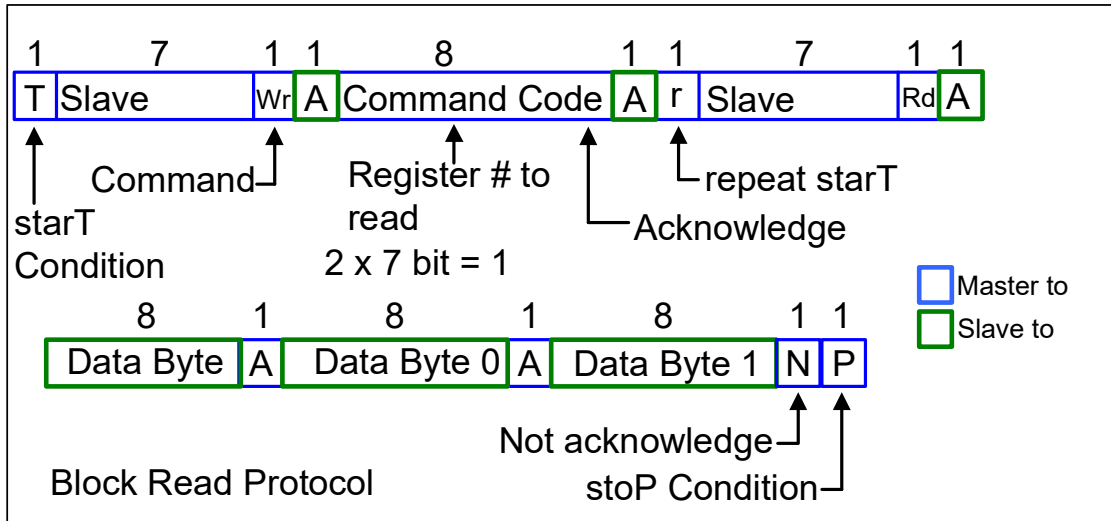 1 7 1 1 8 1 1 7 1 1
T Slave Wr A Command Code A r Slave Rd A
Command
Register # to
read
2 x 7 bit = 1
repeat starT
Acknowledge
starT
Condition
Master to
Slave to
8 1 8 1 8 1 1
Data Byte A Data Byte 0 A Data Byte 1 N P
Not acknowledge
stoP Condition
Block Read Protocol